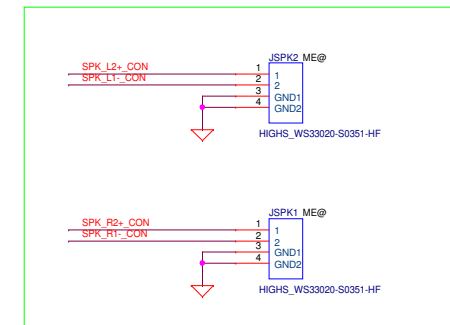 JSPK2 ME@
SPK_L2+_CON 1 1
SPK_L1-_CON 2 2
3 GND1
4 GND2
HIGHS_WS33020-S0351-HF
JSPK1 ME@
SPK_R2+_CON 1 1
SPK_R1-_CON 2 2
3 GND1
4 GND2
HIGHS_WS33020-S0351-HF